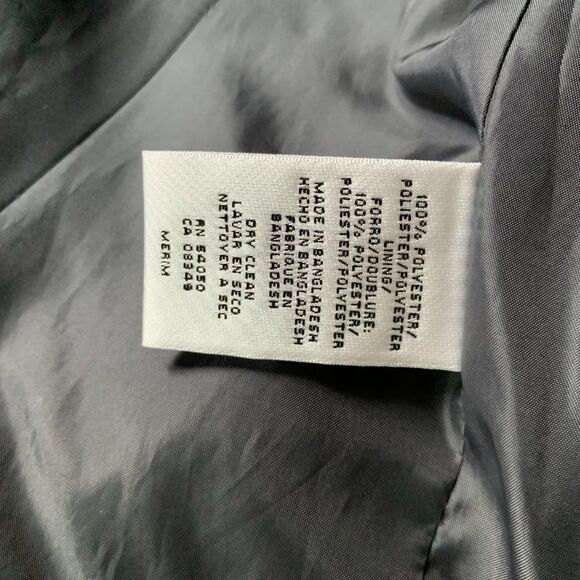 100% POLYESTER/
POLIESTER/POLYESTER
LINING/
FORRO/DOUBLURE:
100% POLYESTER/
POLIESTER/POLYESTER
MADE IN BANGLADESH
HECHO EN BANGLADESH
FABRIQUE EN
BANGLADESH
DRY CLEAN
LAVAR EN SECO
NETTOYER A SEC
RN 54050
CA 08349
MERIM